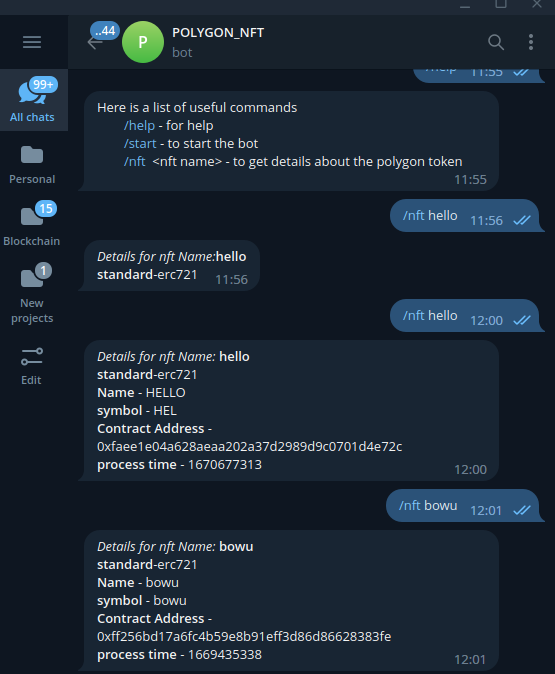 ..44
P
POLYGON_NFT
bot
99+
All chats
Personal
15
Blockchain
1
New
projects
Edit
/help 11:55
Here is a list of useful commands
/help - for help
/start - to start the bot
/nft <nft name> - to get details about the polygon token
11:55
/nft hello 11:56
Details for nft Name:hello
standard-erc721 11:56
/nft hello 12:00
Details for nft Name: hello
standard-erc721
Name - HELLO
symbol - HEL
Contract Address -
0xfaee1e04a628aeaa202a37d2989d9c0701d4e72c
process time - 1670677313
12:00
/nft bowu 12:01
Details for nft Name: bowu
standard-erc721
Name - bowu
symbol - bowu
Contract Address -
0xff256bd17a6fc4b59e8b91eff3d86d86628383fe
process time - 1669435338
12:01